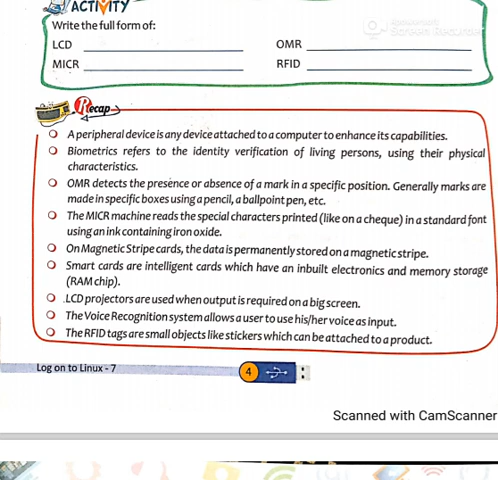 ACTIVITY
Write the full form of:
LCD
OMR
MICR
RFID
Screen Recorder
Recap
A peripheral device is any device attached to a computer to enhance its capabilities.
Biometrics refers to the identity verification of living persons, using their physical
characteristics.
OMR detects the presence or absence of a mark in a specific position. Generally marks are
made in specific boxes using a pencil, a ballpoint pen, etc.
The MICR machine reads the special characters printed (like on a cheque) in a standard font
using an ink containing iron oxide.
On Magnetic Stripe cards, the data is permanently stored on a magnetic stripe.
Smart cards are intelligent cards which have an inbuilt electronics and memory storage
(RAM chip).
LCD projectors are used when output is required on a big screen.
The Voice Recognition system allows a user to use his/her voice as input.
The RFID tags are small objects like stickers which can be attached to a product.
Log on to Linux - 7
4
Scanned with CamScanner